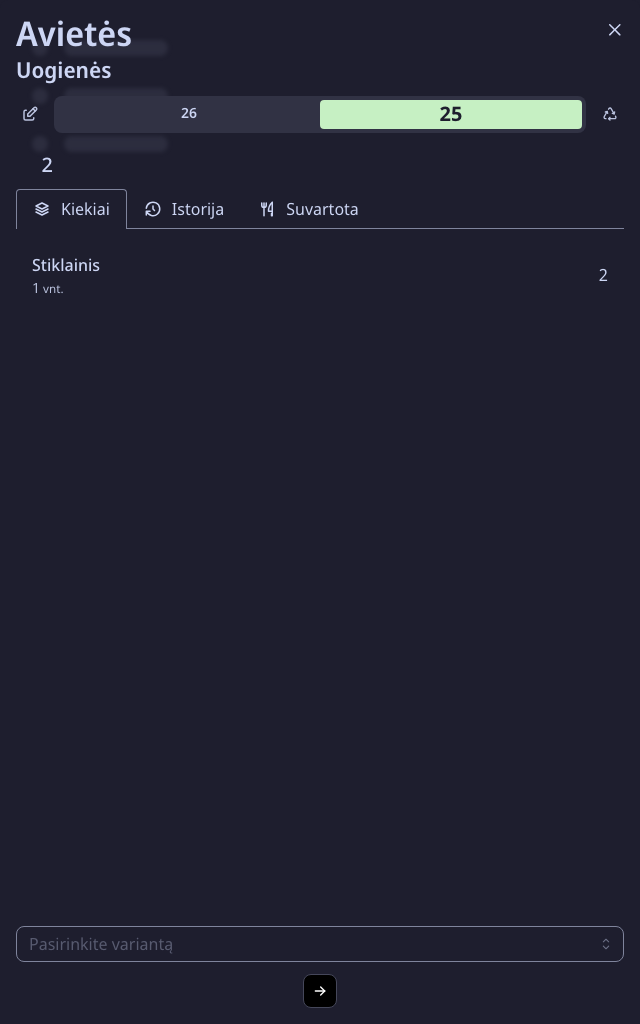 Avietės
Uogienės
26
25
2
Kiekiai
Istorija
Suvartota
Stiklainis
2
1 vnt.
Pasirinkite variantą